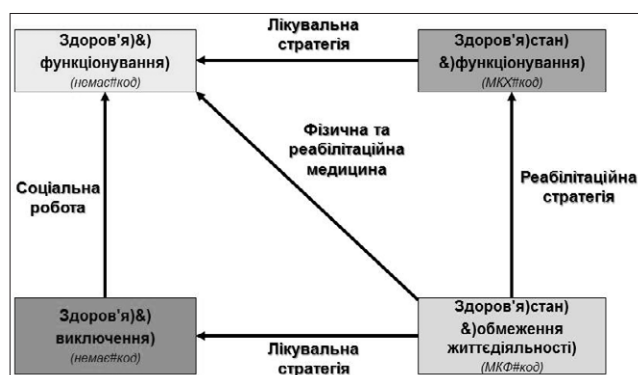 Здоров'я)&)
функціонування)
(немає#код)
Лікувальна
стратегія
Здоров'я)стан)
&)функціонування)
(МКХ#код)
Фізична та
реабілітаційна
медицина
Соціальна
робота
Реабілітаційна
стратегія
Здоров'я)&)
виключення)
(немає#код)
Лікувальна
стратегія
Здоров'я)стан)
&)обмеження
життєдіяльності)
(МКФ#код)